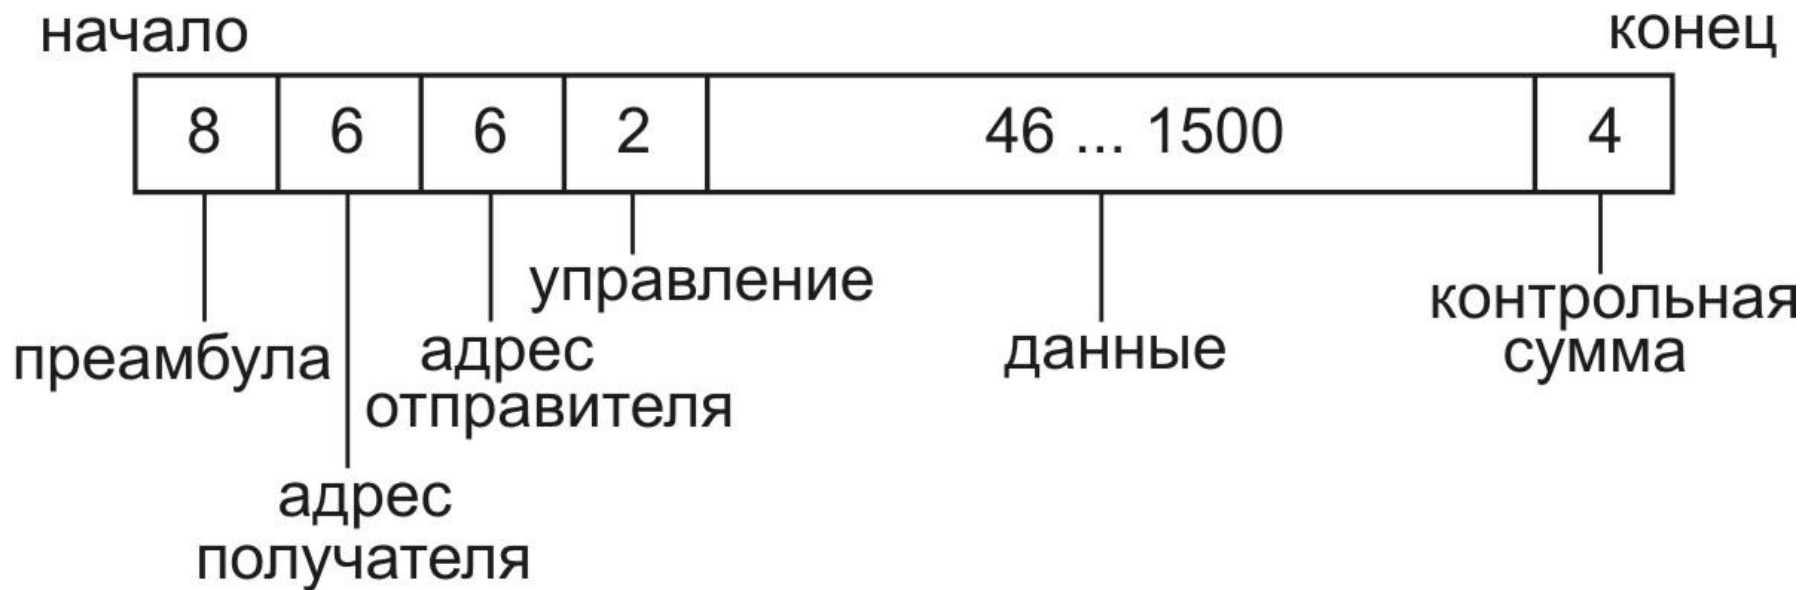 начало
конец
8 6 6 2 46 ... 1500 4
управление
преамбула
адрес
отправителя
адрес
получателя
данные
контрольная
сумма